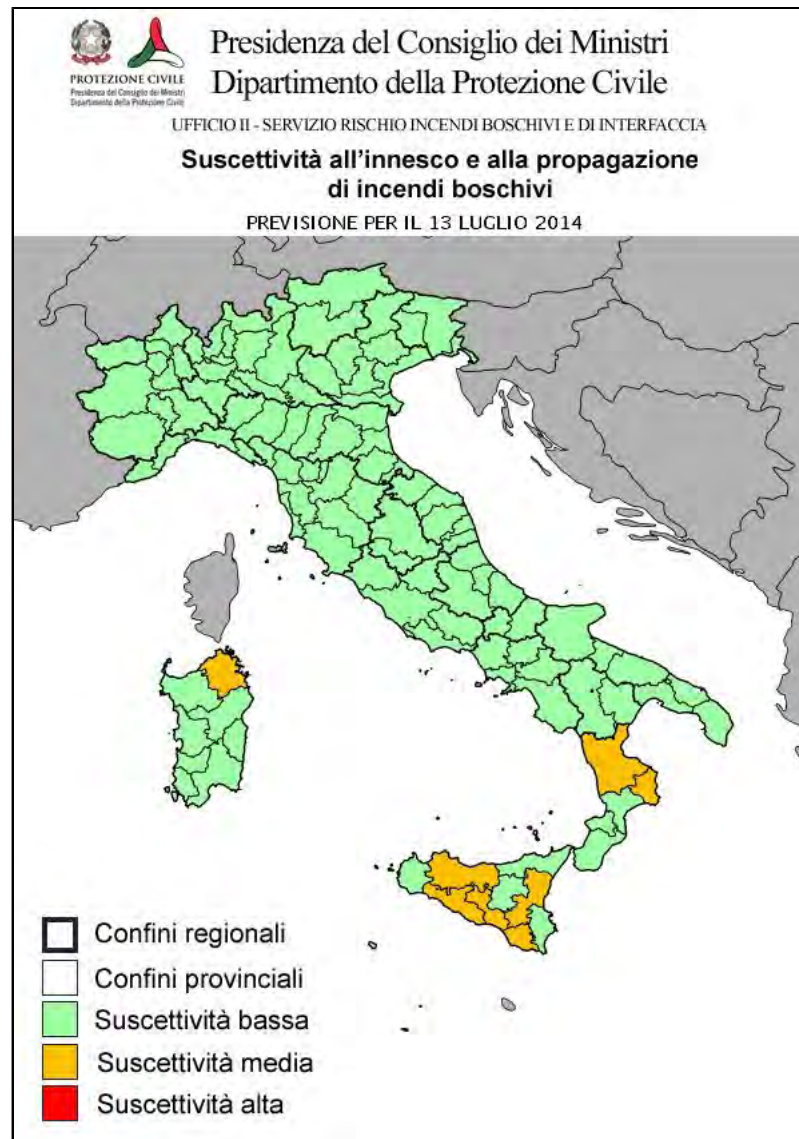 PROTEZIONE CIVILE
Presidenza del Consiglio dei Ministri
Dipartimento della Protezione Civile
Presidenza del Consiglio dei Ministri
Dipartimento della Protezione Civile
UFFICIO II - SERVIZIO RISCHIO INCENDI BOSCHIVI E DI INTERFACCIA
Suscettività all'innesco e alla propagazione
di incendi boschivi
PREVISIONE PER IL 13 LUGLIO 2014
Confini regionali
Confini provinciali
Suscettività bassa
Suscettività media
Suscettività alta